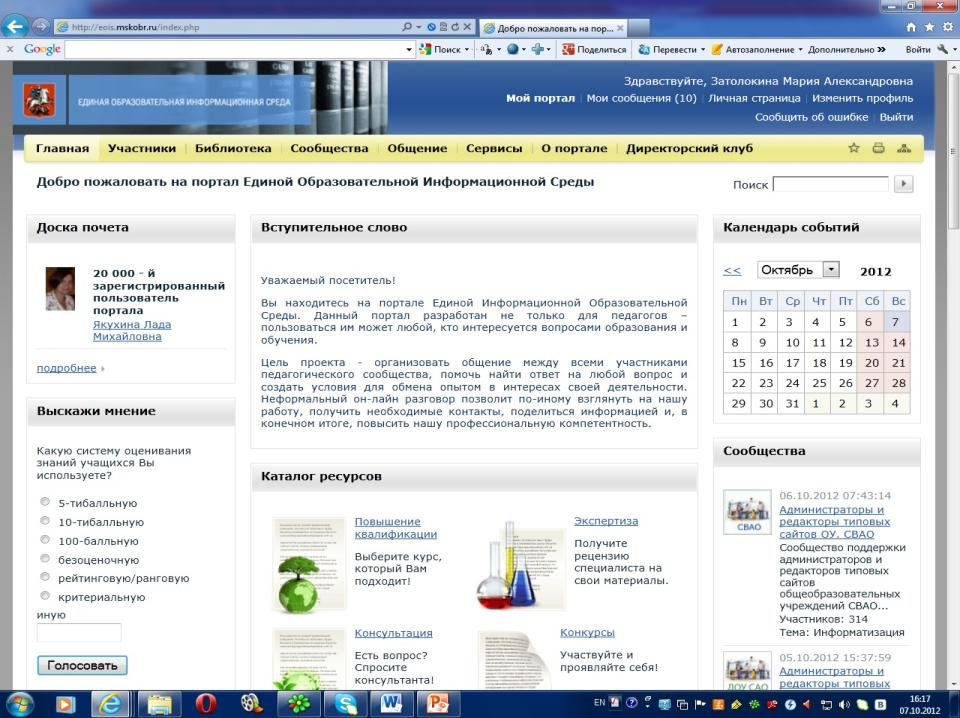 http://eois.mskobr.ru/index.php
Добро пожаловать на пор...
Google
Поиск
Поделиться
Перевести
Автозаполнение
Дополнительно
Войти
ЕДИНАЯ ОБРАЗОВАТЕЛЬНАЯ ИНФОРМАЦИОННАЯ СРЕДА
Здравствуйте, Затолокина Мария Александровна
Мой портал | Мои сообщения (10) | Личная страница | Изменить профиль
Сообщить об ошибке | Выйти
Главная | Участники | Библиотека | Сообщества | Общение | Сервисы | О портале | Директорский клуб
Добро пожаловать на портал Единой Образовательной Информационной Среды
Поиск
Доска почета
20 000 - й
зарегистрированный
пользователь
портала
Якухина Лада
Михайловна
подробнее
Выскажи мнение
Какую систему оценивания
знаний учащихся Вы
используете?
5-тибалльную
10-тибалльную
100-балльную
безоценочную
рейтинговую/ранговую
критериальную
иную
Голосовать
Вступительное слово
Уважаемый посетитель!
Вы находитесь на портале Единой Информационной Образовательной
Среды. Данный портал разработан не только для педагогов –
пользоваться им может любой, кто интересуется вопросами образования и
обучения.
Цель проекта - организовать общение между всеми участниками
педагогического сообщества, помочь найти ответ на любой вопрос и
создать условия для обмена опытом в интересах своей деятельности.
Неформальный он-лайн разговор позволит по-иному взглянуть на нашу
работу, получить необходимые контакты, поделиться информацией и, в
конечном итоге, повысить нашу профессиональную компетентность.
Каталог ресурсов
Повышение
квалификации
Выберите курс,
который Вам
подходит!
Экспертиза
Получите
рецензию
специалиста на
свои материалы.
Консультация
Есть вопрос?
Спросите
консультанта!
Конкурсы
Участвуйте и
проявляйте себя!
Календарь событий
<< Октябрь 2012
Пн Вт Ср Чт Пт Сб Вс
1 2 3 4 5 6 7
8 9 10 11 12 13 14
15 16 17 18 19 20 21
22 23 24 25 26 27 28
29 30 31 1 2 3 4
Сообщества
СВАО
06.10.2012 07:43:14
Администраторы и
редакторы типовых
сайтов ОУ. СВАО
Сообщество поддержки
администраторов и
редакторов типовых
сайтов
общеобразовательных
учреждений СВАО...
Участников: 314
Тема: Информатизация
ДОУ САО
05.10.2012 15:37:59
Администраторы и
редакторы типовых
EN
16:17
07.10.2012